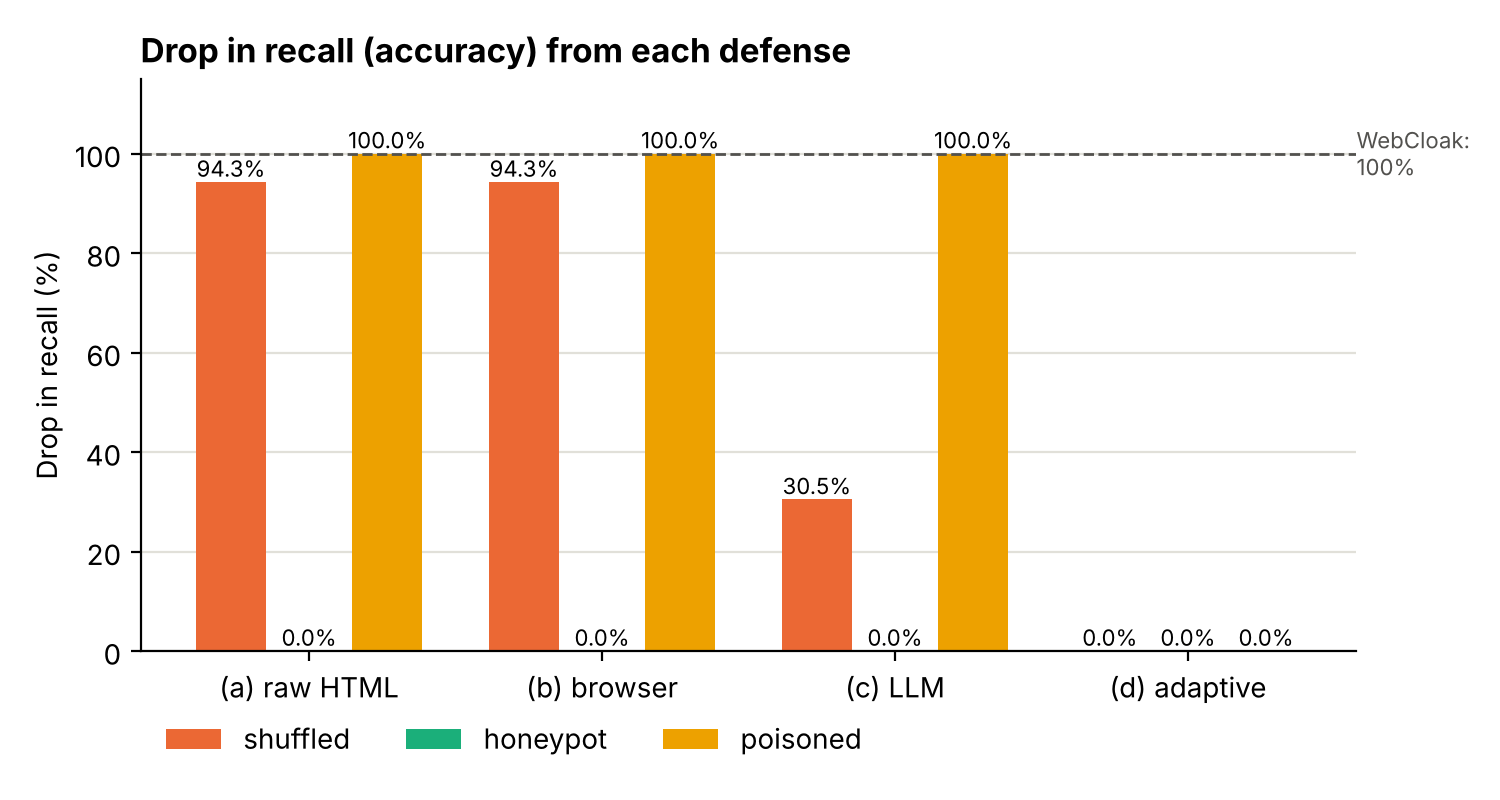 Drop in recall (accuracy) from each defense
Drop in recall (%)
100
80
60
40
20
0
94.3%
0.0%
100.0%
94.3%
0.0%
100.0%
30.5%
0.0%
100.0%
0.0%
0.0%
0.0%
WebCloak:
100%
(a) raw HTML
(b) browser
(c) LLM
(d) adaptive
shuffled
honeypot
poisoned